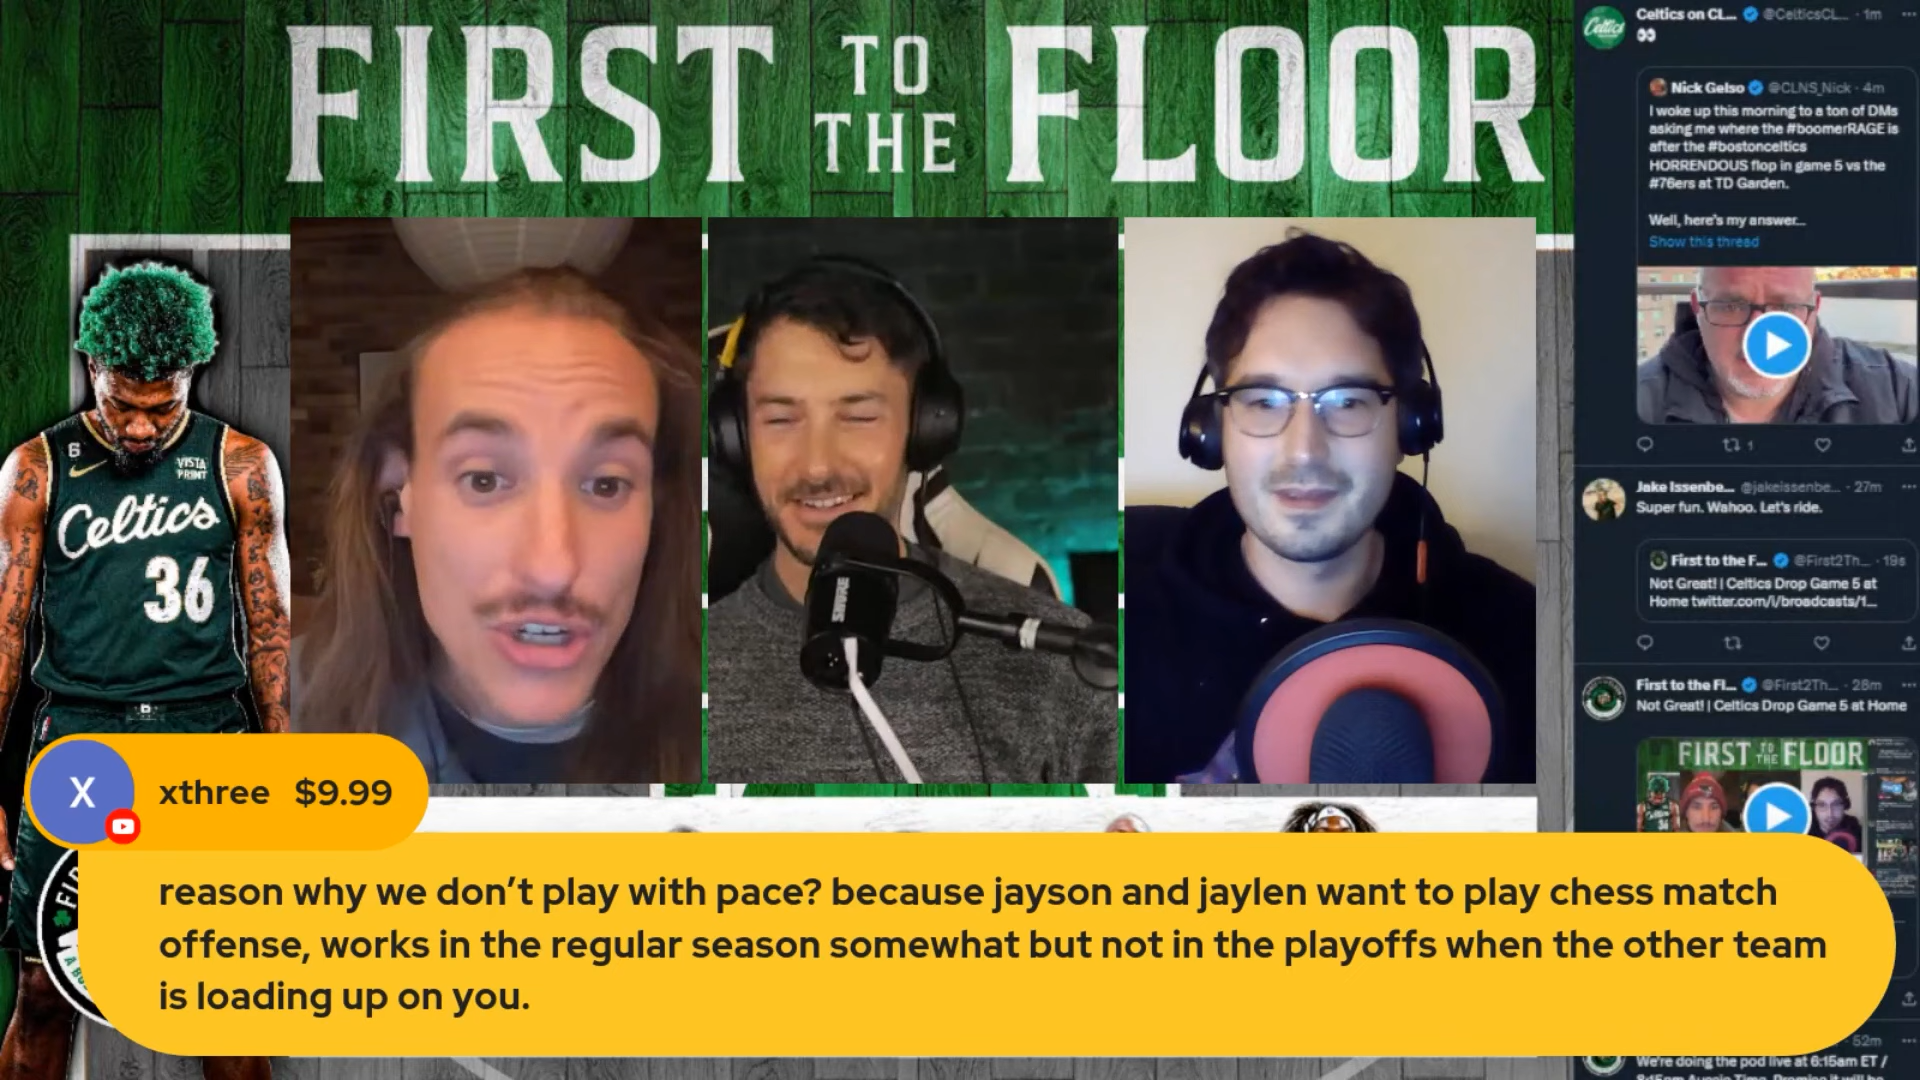 FIRST TO THE FLOOR
6
VISTA
PRINT
Celtics
36
SHURE
xthree $9.99
X
reason why we don’t play with pace? because jayson and jaylen want to play chess match
offense, works in the regular season somewhat but not in the playoffs when the other team
is loading up on you.
Celtics on CL... @CelticsCL... · 1m
Nick Gelso @CLNS_Nick · 4m
I woke up this morning to a ton of DMs
asking me where the #boomerRAGE is
after the #bostonceltics
HORRENDOUS flop in game 5 vs the
#76ers at TD Garden.
Well, here's my answer...
Show this thread
1
Jake Issenbe... @jakeissenbe... · 27m
Super fun. Wahoo. Let's ride.
First to the F... @First2Th... · 19s
Not Great! | Celtics Drop Game 5 at
Home twitter.com/i/broadcasts/1...
First to the Fl... @First2Th... · 28m
Not Great! | Celtics Drop Game 5 at Home
FIRST TO THE FLOOR
52m
We're doing the pod live at 6:15am ET /